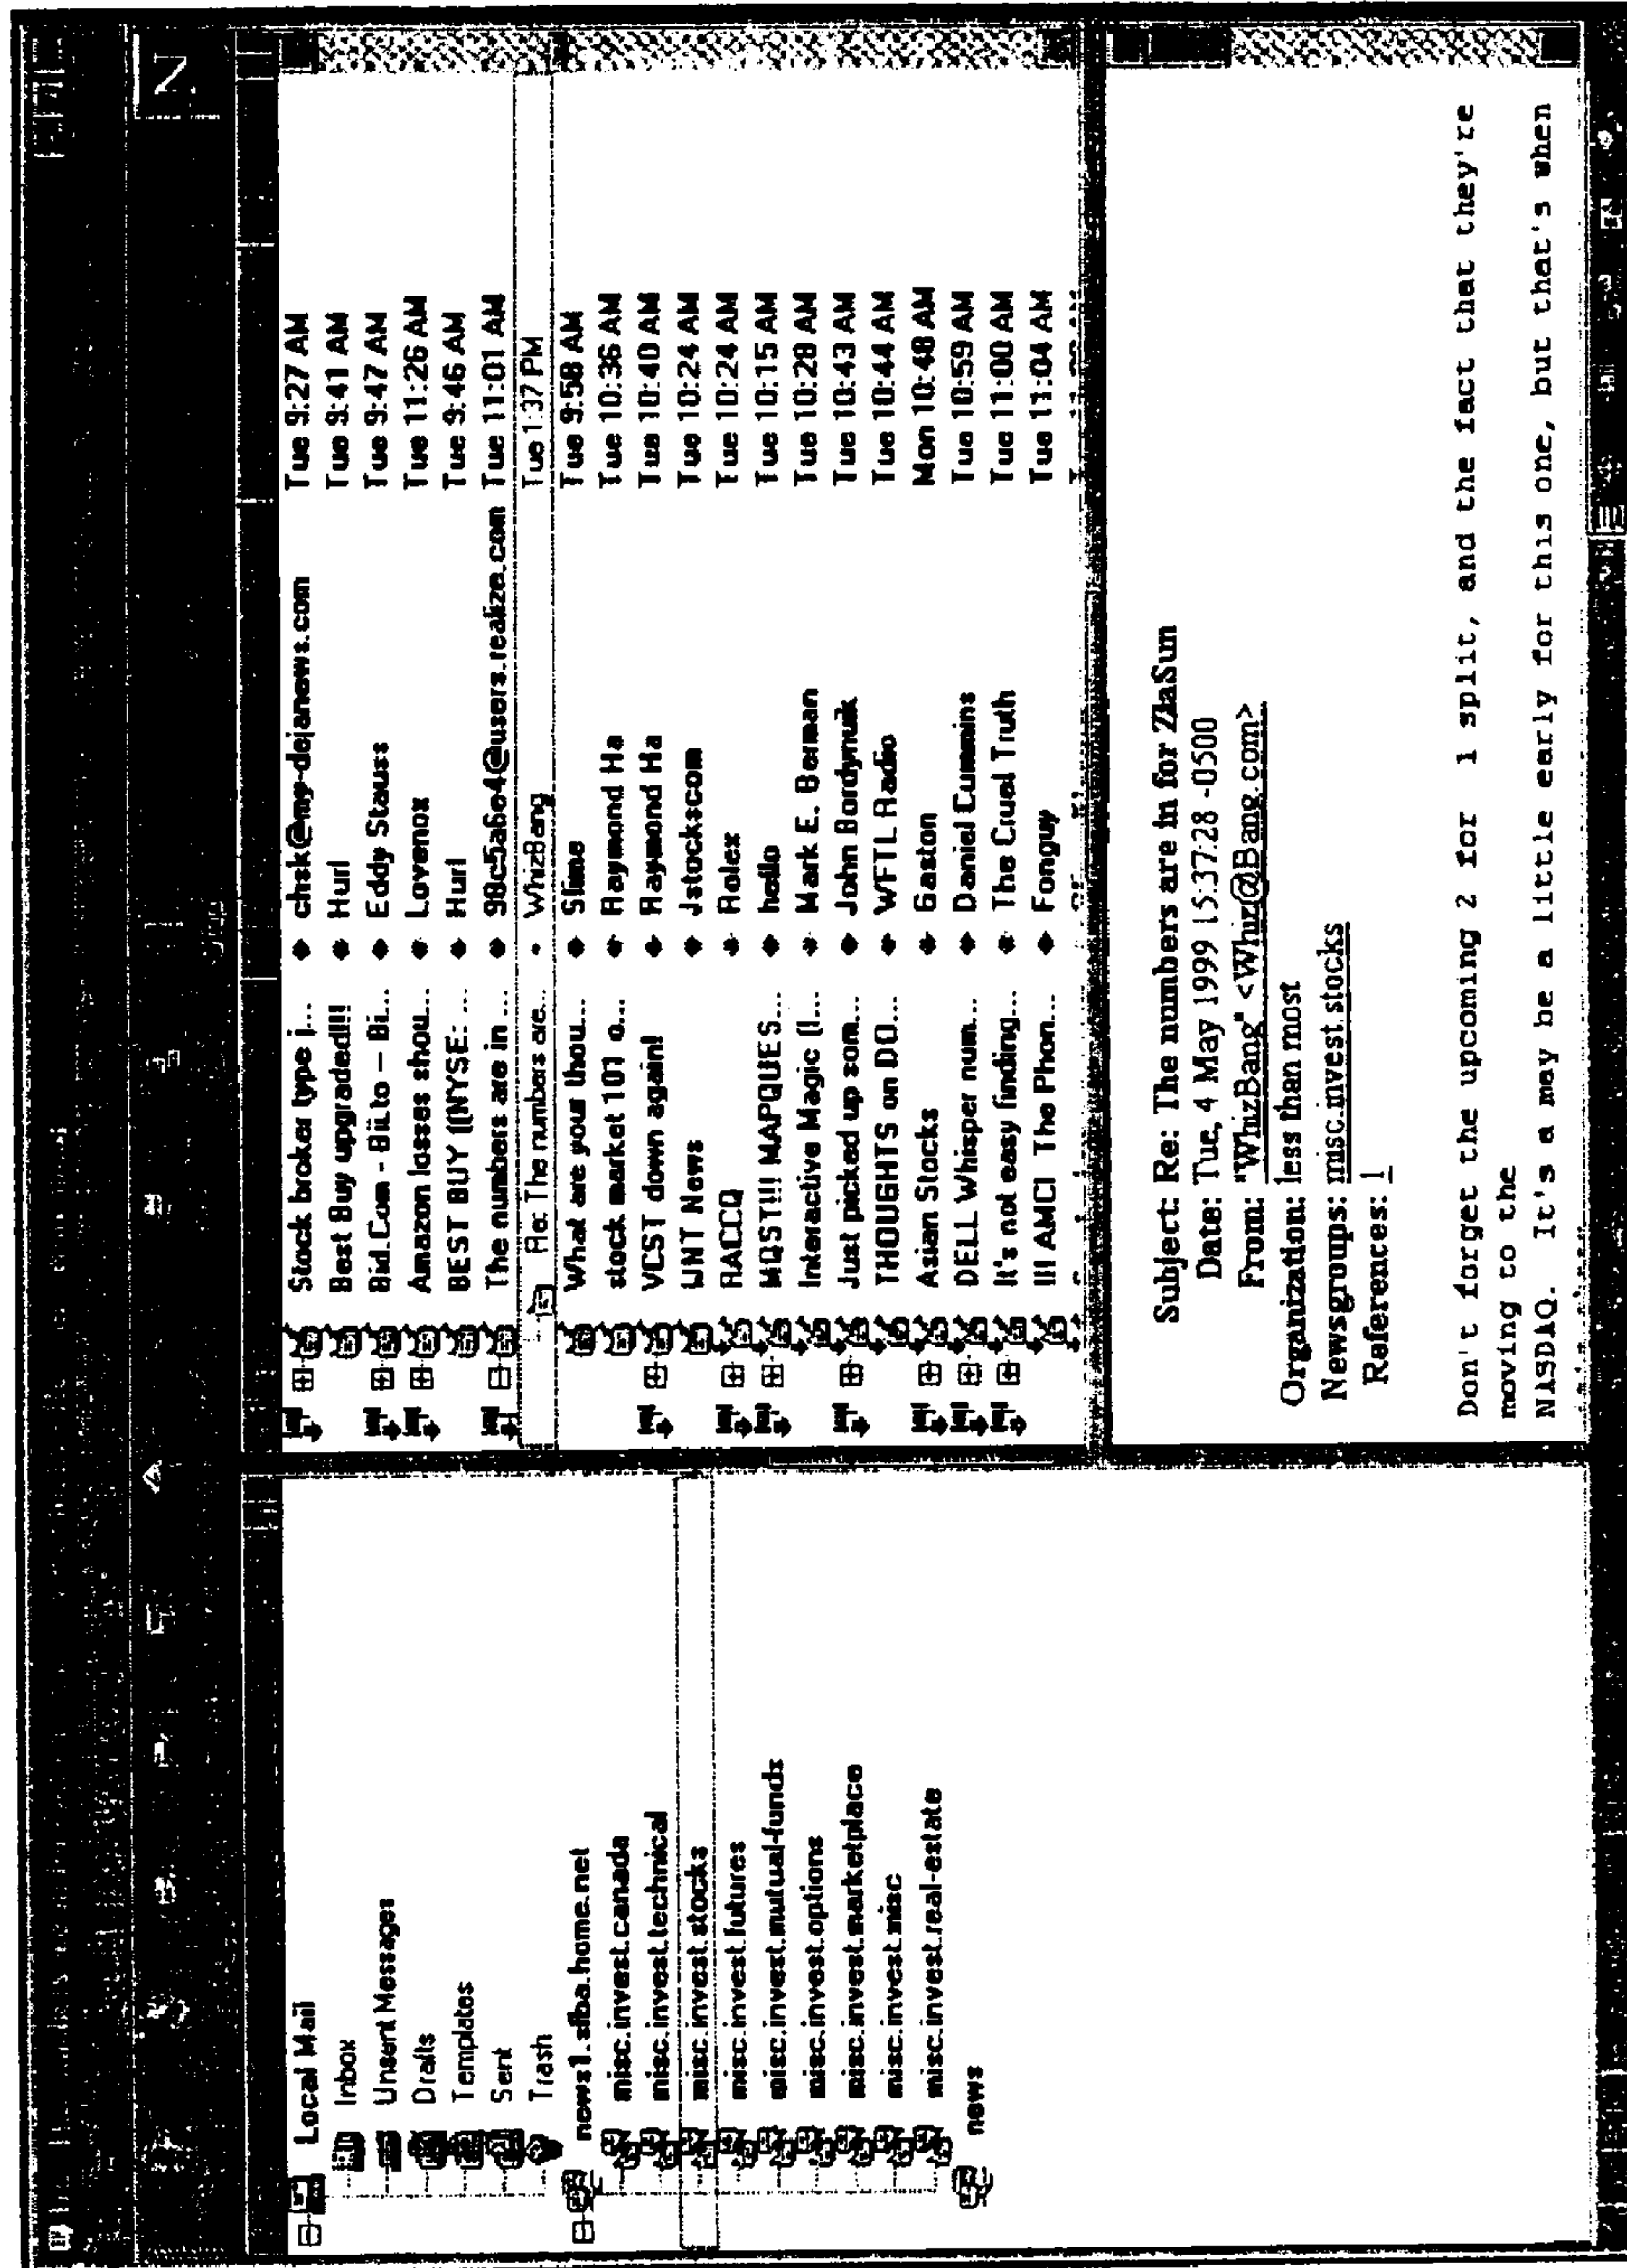 N
Local Mail
Inbox
Unsent Messages
Drafts
Templates
Sent
Trash
news1.sfba.home.net
misc.invest.canada
misc.invest.technical
misc.invest.stocks
misc.invest.futures
misc.invest.mutual-funds
misc.invest.options
misc.invest.marketplace
misc.invest.misc
misc.invest.real-estate
news
Stock broker type j... chsk@my-dejanews.com Tue 9:27 AM
Best Buy upgraded!!! Hurl Tue 9:41 AM
Bid.Com - BiLto - Bi... Eddy Stauss Tue 9:47 AM
Amazon losses shou... Lovenox Tue 11:26 AM
BEST BUY ((NYSE: ... Hurl Tue 9:46 AM
The numbers are in ... 98c5a6e4@users.realize.com Tue 11:01 AM
Re: The numbers are... WhizBang Tue 1:37 PM
What are your thou... Slime Tue 9:58 AM
stock market 101 o... Raymond Ha Tue 10:36 AM
VCST down again! Raymond Ha Tue 10:40 AM
UNT News Jstockscom Tue 10:24 AM
RACCQ Rolex Tue 10:24 AM
MQST!!! MAPQUES... hello Tue 10:15 AM
Interactive Magic (I... Mark E. Berman Tue 10:28 AM
Just picked up som... John Bordynuik Tue 10:43 AM
THOUGHTS on DO... WFTL Radio Tue 10:44 AM
Asian Stocks Gaston Mon 10:48 AM
DELL Whisper num... Daniel Cummins Tue 10:59 AM
It's not easy finding... The Crual Truth Tue 11:00 AM
!!! AMCI The Phon... Fonguy Tue 11:04 AM
Subject: Re: The numbers are in for ZlaSun
Date: Tue, 4 May 1999 15:37:28 -0500
From: "WhizBang" <Whiz@Bang.com>
Organization: less than most
Newsgroups: misc.invest.stocks
References: 1
Don't forget the upcoming 2 for 1 split, and the fact that they're
moving to the
NASDAQ. It's a may be a little early for this one, but that's when